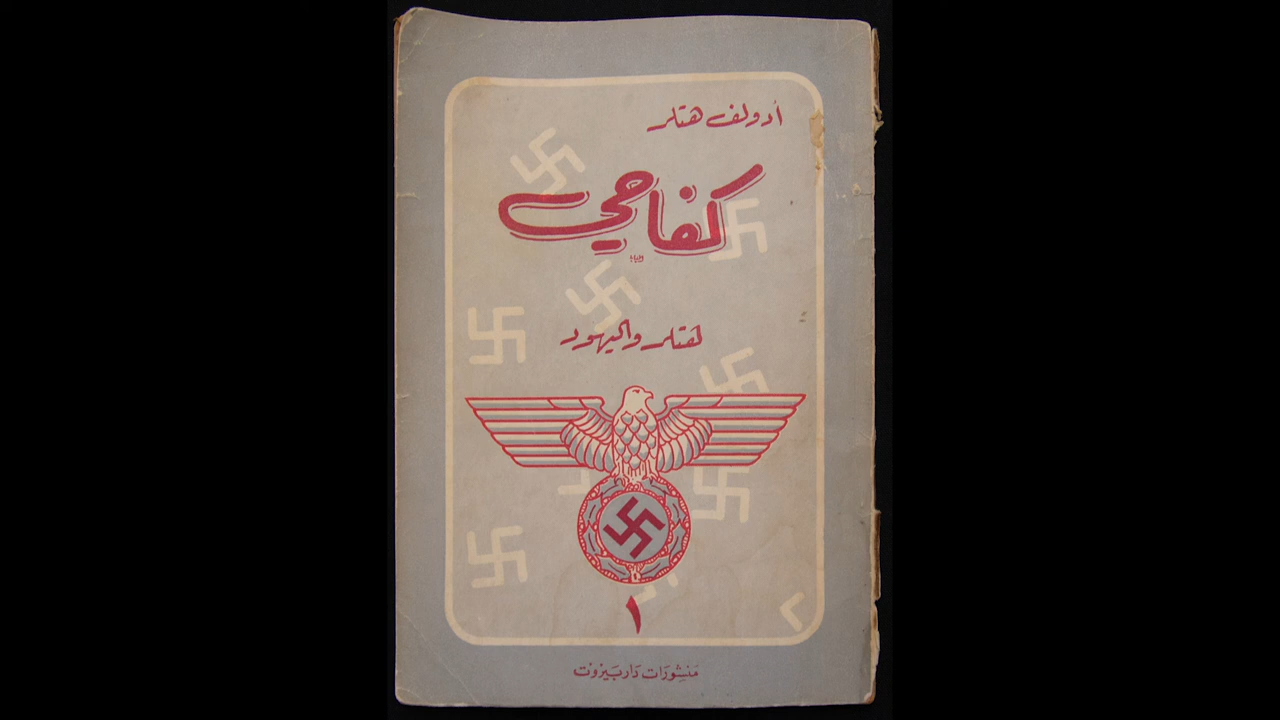 أدولف هتلر
كفاحي
هتلر واليهود
١
منشورات دار بيروت